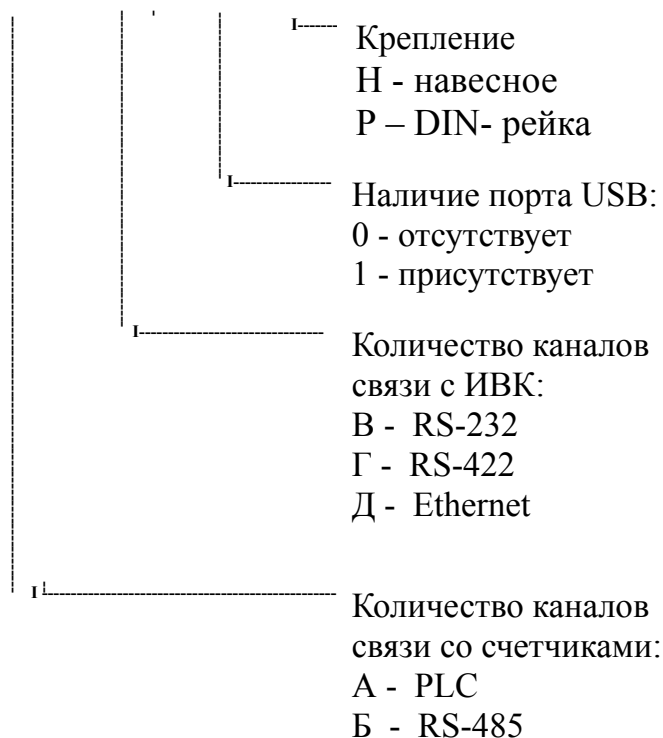 Крепление
Н - навесное
Р – DIN- рейка
Наличие порта USB:
0 - отсутствует
1 - присутствует
Количество каналов
связи с ИВК:
В - RS-232
Г - RS-422
Д - Ethernet
Количество каналов
связи со счетчиками:
А - PLC
Б - RS-485